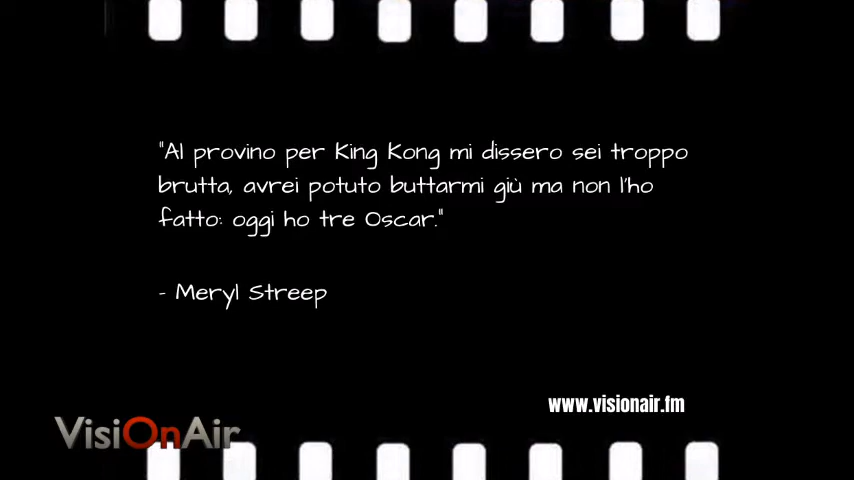 "Al provino per King Kong mi dissero sei troppo
brutta, avrei potuto buttarmi giù ma non l'ho
fatto: oggi ho tre Oscar."
- Meryl Streep
www.visionair.fm
VisiOnAir